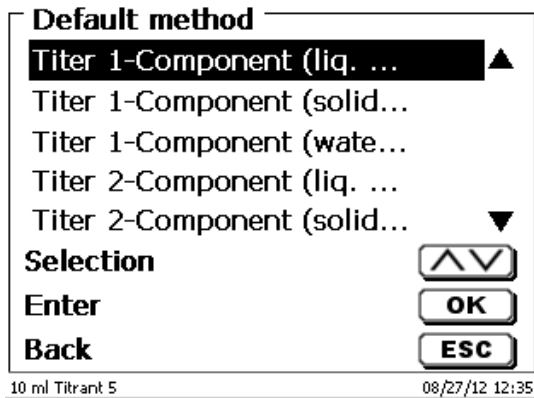 Default method
Titer 1-Component (liq. ...
Titer 1-Component (solid...
Titer 1-Component (wate...
Titer 2-Component (liq. ...
Titer 2-Component (solid...
Selection
Enter OK
Back ESC
10 ml Titrant 5 08/27/12 12:35